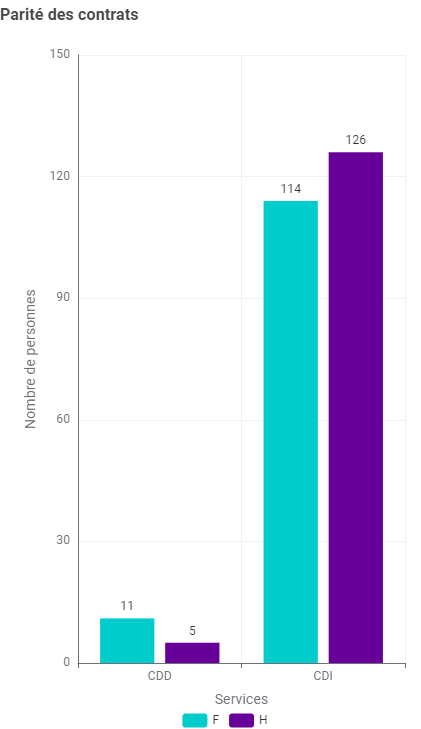 Parité des contrats
150
120
90
60
30
0
Nombre de personnes
11
5
114
126
CDD
CDI
Services
F
H